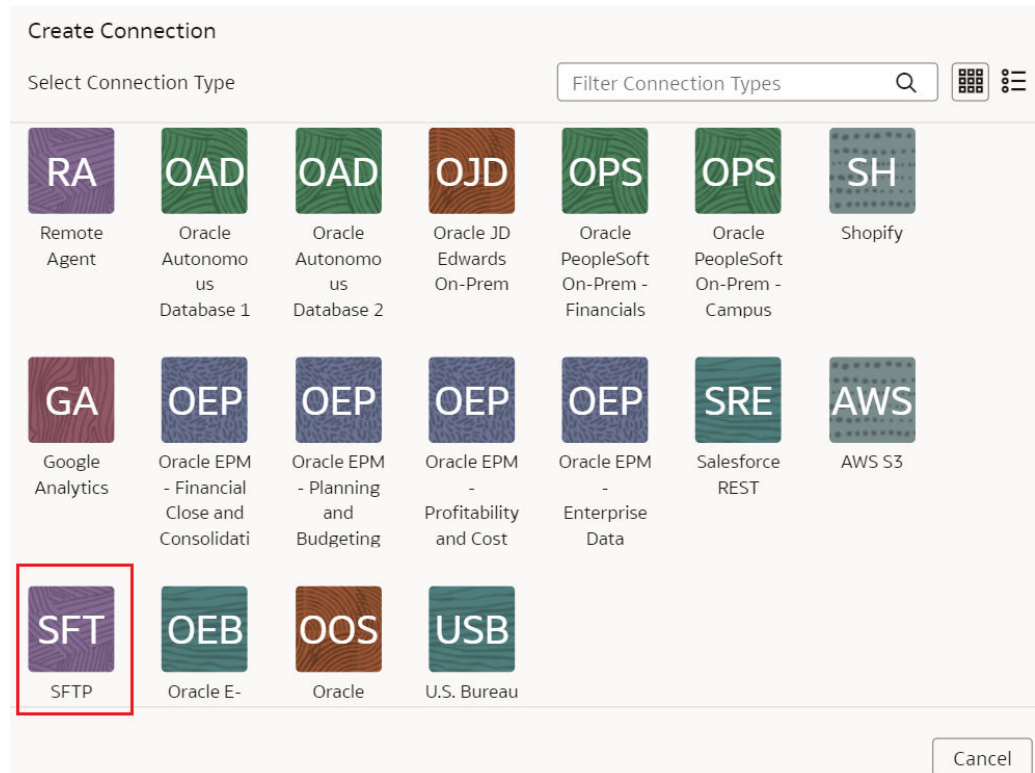 Create Connection
Select Connection Type
Filter Connection Types
RA
OAD
OAD
OJD
OPS
OPS
SH
Remote
Agent
Oracle
Autonomo
us
Database 1
Oracle
Autonomo
us
Database 2
Oracle JD
Edwards
On-Prem
Oracle
PeopleSoft
On-Prem -
Financials
Oracle
PeopleSoft
On-Prem -
Campus
Shopify
GA
OEP
OEP
OEP
OEP
SRE
AWS
Google
Analytics
Oracle EPM
- Financial
Close and
Consolidati
Oracle EPM
- Planning
and
Budgeting
Oracle EPM
-
Profitability
and Cost
Oracle EPM
-
Enterprise
Data
Salesforce
REST
AWS S3
SFT
OEB
OOS
USB
SFTP
Oracle E-
Oracle
U.S. Bureau
Cancel